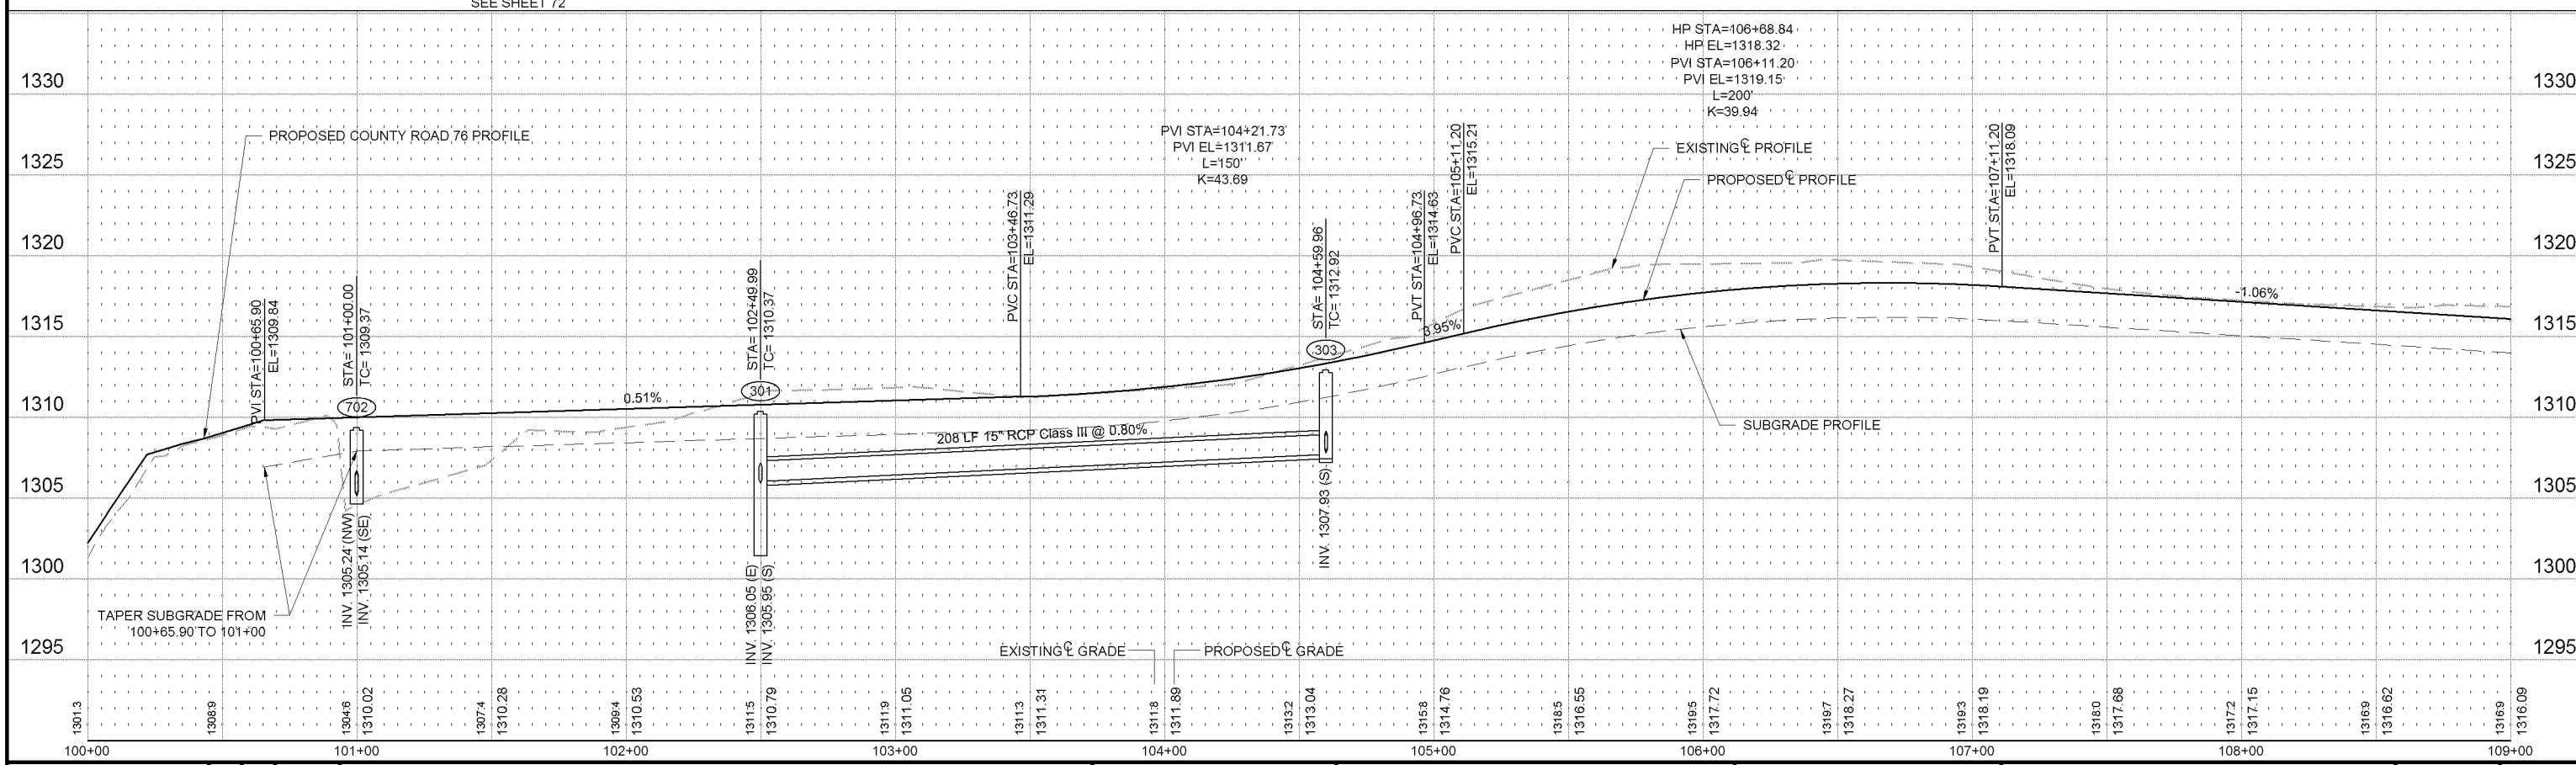 SEE SHEET 72
HP STA=106+68.84
HP EL=1318.32
PVI STA=106+11.20
PVI EL=1319.15
L=200'
K=39.94
1330
1330
PROPOSED COUNTY ROAD 76 PROFILE
PVI STA=104+21.73
PVI EL=1311.67
L=150'
K=43.69
EXISTING ℄ PROFILE
PROPOSED ℄ PROFILE
1325
1325
1320
1320
PVI STA=100+65.90
EL=1309.84
STA= 101+00.00
TC= 1309.37
STA= 102+49.99
TC= 1310.37
PVC STA=103+46.73
EL=1311.29
STA= 104+59.96
TC= 1312.92
PVT STA=104+96.73
EL=1314.63
PVC STA=105+11.20
EL=1315.21
PVT STA=107+11.20
EL=1318.09
1315
1315
3.95%
-1.06%
303
301
702
0.51%
1310
1310
208 LF 15" RCP Class III @ 0.80%
SUBGRADE PROFILE
1305
1305
INV. 1305.24 (NW)
INV. 1305.14 (SE)
INV. 1306.05 (E)
INV. 1305.95 (S)
INV. 1307.93 (S)
1300
1300
TAPER SUBGRADE FROM
100+65.90 TO 101+00
1295
1295
EXISTING ℄ GRADE
PROPOSED ℄ GRADE
1301.3
1308.9
1304.6
1310.02
1307.4
1310.28
1309.4
1310.53
1311.5
1310.79
1311.9
1311.05
1311.3
1311.31
1311.8
1311.89
1313.2
1313.04
1315.8
1314.76
1318.5
1316.55
1319.5
1317.72
1319.7
1318.27
1319.3
1318.19
1318.0
1317.68
1317.2
1317.15
1316.9
1316.62
1316.9
1316.09
100+00
101+00
102+00
103+00
104+00
105+00
106+00
107+00
108+00
109+00